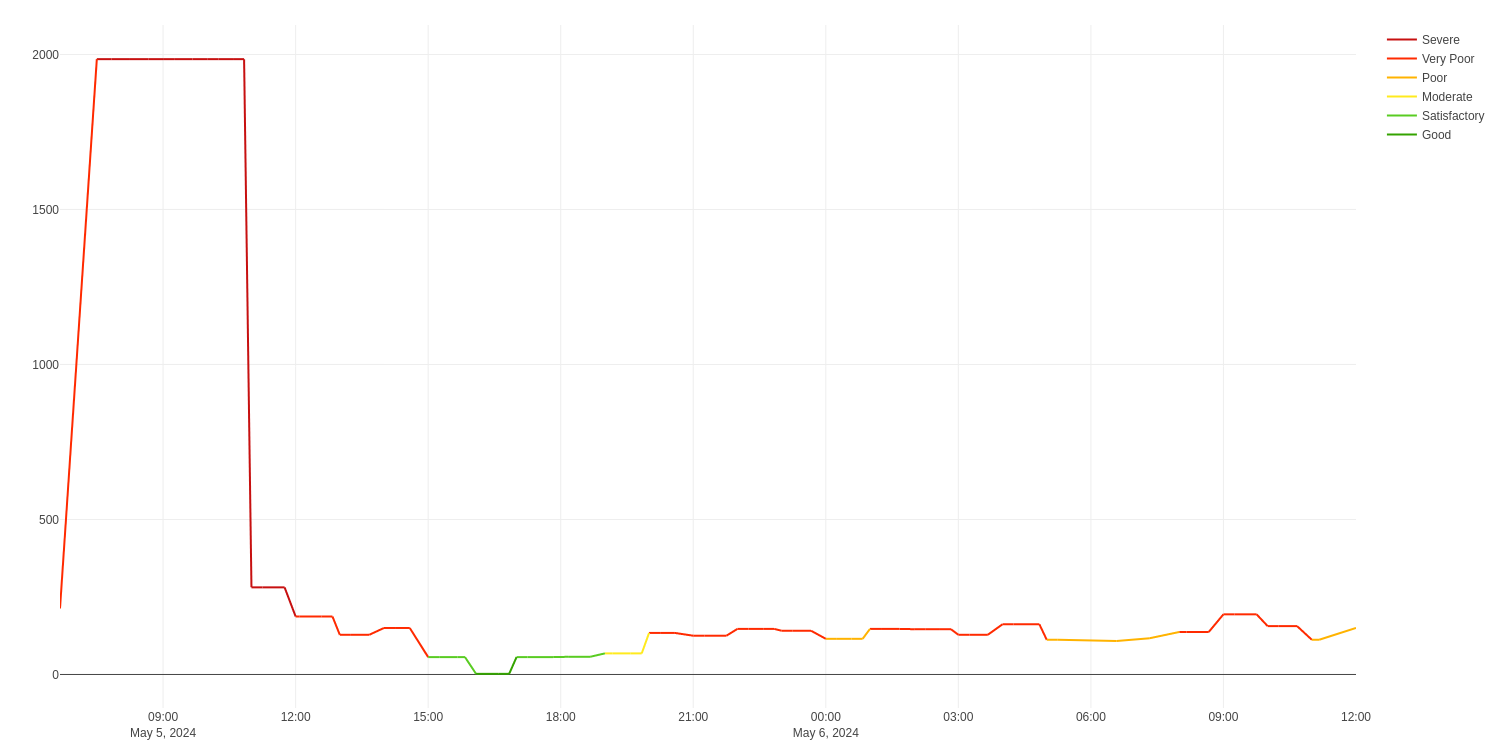 2000
1500
1000
500
0
09:00
May 5, 2024
12:00
15:00
18:00
21:00
00:00
May 6, 2024
03:00
06:00
09:00
12:00
Severe
Very Poor
Poor
Moderate
Satisfactory
Good